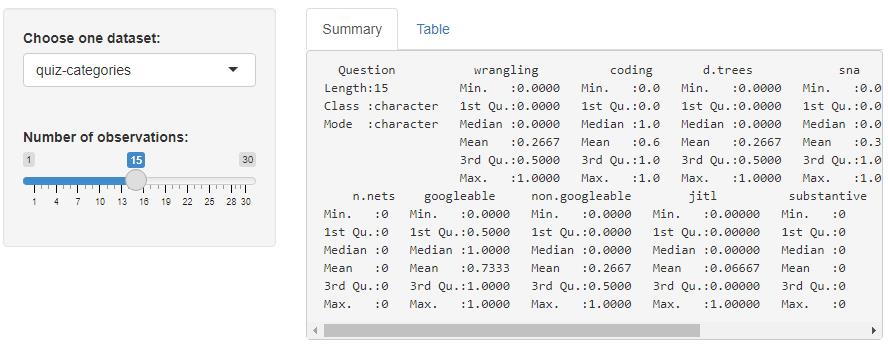 Choose one dataset:
quiz-categories
Number of observations:
1 15 30
1 4 7 10 13 16 19 22 25 28 30
Summary Table
Question wrangling coding d.trees sna
Length:15 Min. :0.0000 Min. :0.0 Min. :0.0000 Min. :0.0
Class :character 1st Qu.:0.0000 1st Qu.:0.0 1st Qu.:0.0000 1st Qu.:0.0
Mode :character Median :0.0000 Median :1.0 Median :0.0000 Median :0.0
Mean :0.2667 Mean :0.6 Mean :0.2667 Mean :0.3
3rd Qu.:0.5000 3rd Qu.:1.0 3rd Qu.:0.5000 3rd Qu.:1.0
Max. :1.0000 Max. :1.0 Max. :1.0000 Max. :1.0
n.nets googleable non.googleable jitl substantive
Min. :0 Min. :0.0000 Min. :0.0000 Min. :0.00000 Min. :0
1st Qu.:0 1st Qu.:0.5000 1st Qu.:0.0000 1st Qu.:0.00000 1st Qu.:0
Median :0 Median :1.0000 Median :0.0000 Median :0.00000 Median :0
Mean :0 Mean :0.7333 Mean :0.2667 Mean :0.06667 Mean :0
3rd Qu.:0 3rd Qu.:1.0000 3rd Qu.:0.5000 3rd Qu.:0.00000 3rd Qu.:0
Max. :0 Max. :1.0000 Max. :1.0000 Max. :1.00000 Max. :0